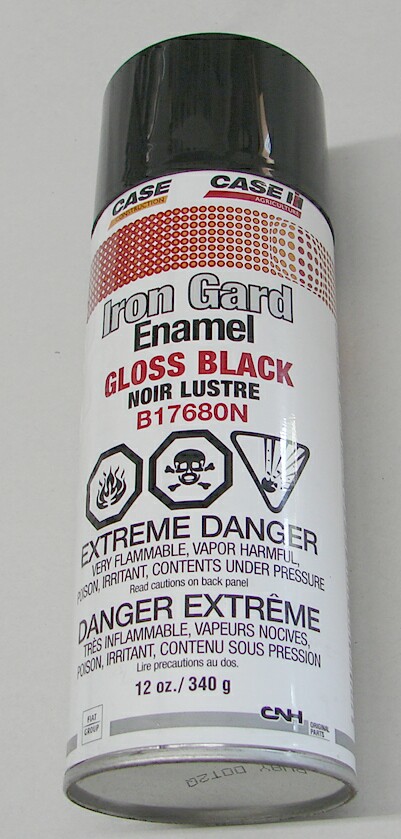 CASE
CONSTRUCTION
CASE IH
AGRICULTURE
Iron Gard
Enamel
GLOSS BLACK
NOIR LUSTRE
B17680N
EXTREME DANGER
VERY FLAMMABLE, VAPOR HARMFUL,
POISON, IRRITANT, CONTENTS UNDER PRESSURE
Read cautions on back panel
DANGER EXTRÊME
TRÈS INFLAMMABLE, VAPEURS NOCIVES,
POISON, IRRITANT, CONTENU SOUS PRESSION
Lire precautions au dos.
12 oz./ 340 g
FIAT
GROUP
CNH
ORIGINAL
PARTS
DOT2Q